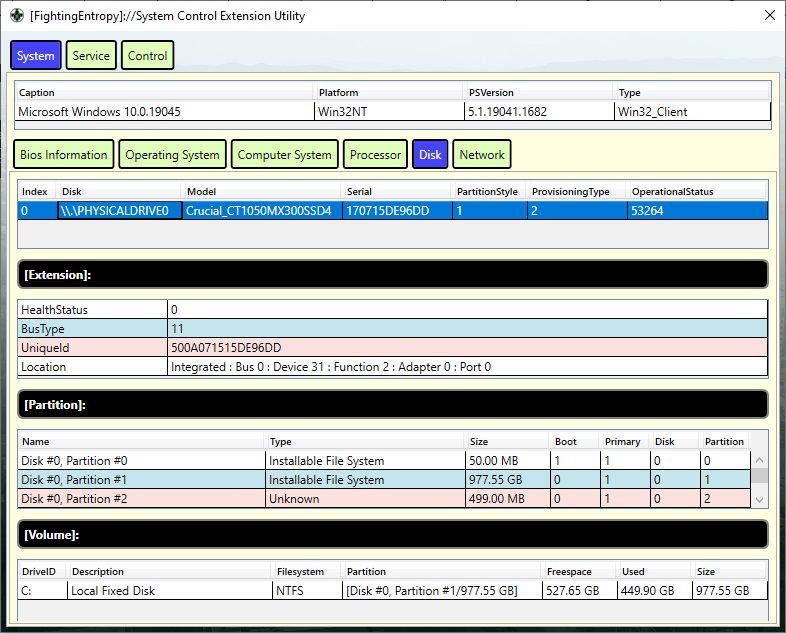 [FightingEntropy]://System Control Extension Utility
System Service Control
Caption Platform PSVersion Type
Microsoft Windows 10.0.19045 Win32NT 5.1.19041.1682 Win32_Client
Bios Information Operating System Computer System Processor Disk Network
Index Disk Model Serial PartitionStyle ProvisioningType OperationalStatus
0 \\.\PHYSICALDRIVE0 Crucial_CT1050MX300SSD4 170715DE96DD 1 2 53264
[Extension]:
HealthStatus 0
BusType 11
UniqueId 500A071515DE96DD
Location Integrated : Bus 0 : Device 31 : Function 2 : Adapter 0 : Port 0
[Partition]:
Name Type Size Boot Primary Disk Partition
Disk #0, Partition #0 Installable File System 50.00 MB 1 1 0 0
Disk #0, Partition #1 Installable File System 977.55 GB 0 1 0 1
Disk #0, Partition #2 Unknown 499.00 MB 0 1 0 2
[Volume]:
DriveID Description Filesystem Partition Freespace Used Size
C: Local Fixed Disk NTFS [Disk #0, Partition #1/977.55 GB] 527.65 GB 449.90 GB 977.55 GB